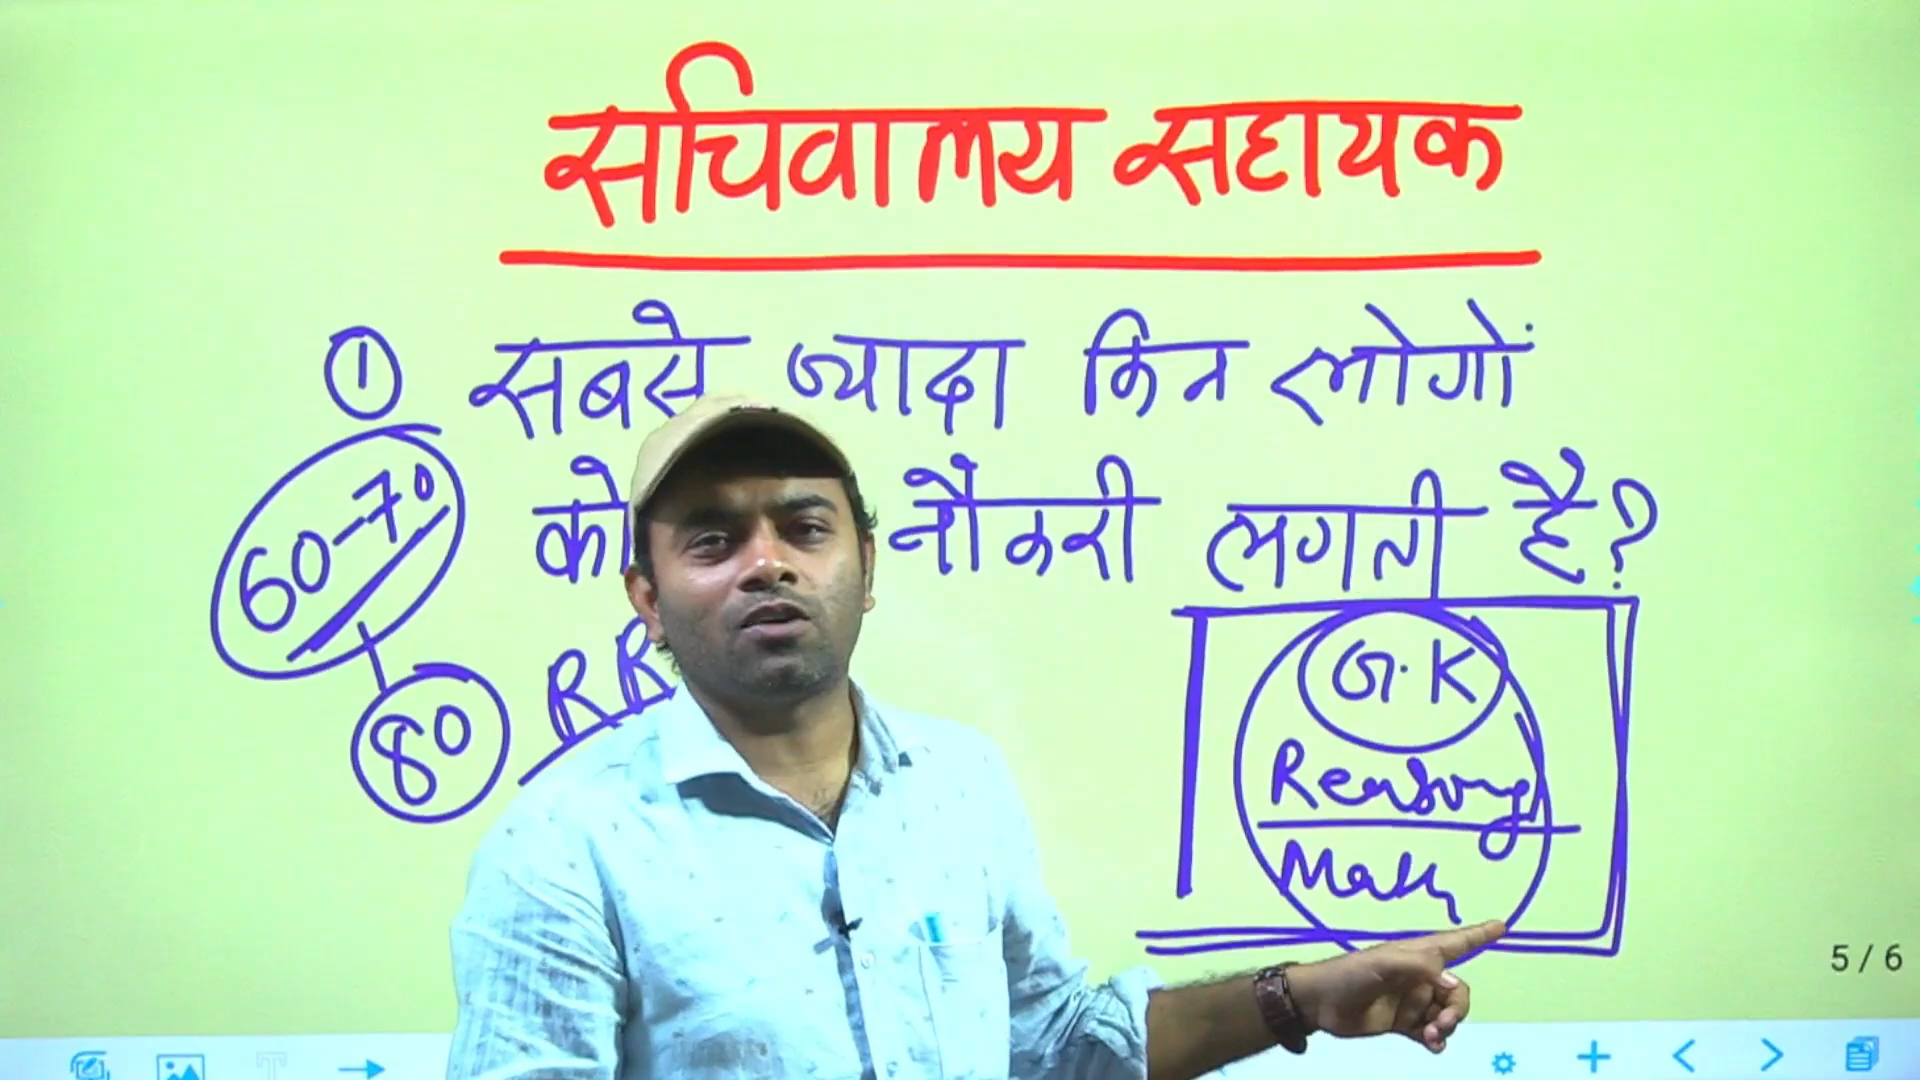 सचिवालय सहायक
① सबसे ज्यादा किन लोगों
को नौकरी लगती है?
60-70
80
G.K
Reasoning
Math
5 / 6